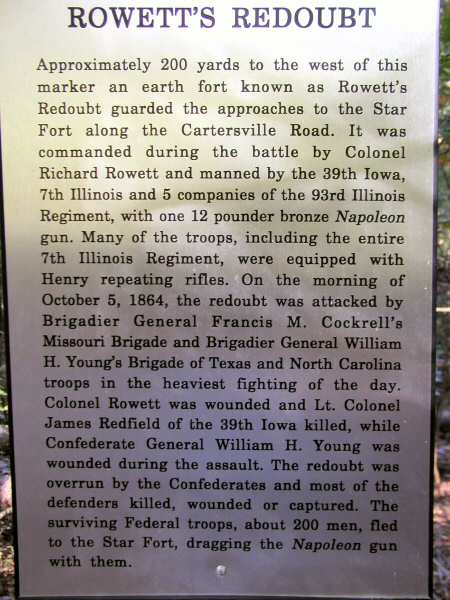 ROWETT'S REDOUBT
Approximately 200 yards to the west of this
marker an earth fort known as Rowett's
Redoubt guarded the approaches to the Star
Fort along the Cartersville Road. It was
commanded during the battle by Colonel
Richard Rowett and manned by the 39th Iowa,
7th Illinois and 5 companies of the 93rd Illinois
Regiment, with one 12 pounder bronze Napoleon
gun. Many of the troops, including the entire
7th Illinois Regiment, were equipped with
Henry repeating rifles. On the morning of
October 5, 1864, the redoubt was attacked by
Brigadier General Francis M. Cockrell's
Missouri Brigade and Brigadier General William
H. Young's Brigade of Texas and North Carolina
troops in the heaviest fighting of the day.
Colonel Rowett was wounded and Lt. Colonel
James Redfield of the 39th Iowa killed, while
Confederate General William H. Young was
wounded during the assault. The redoubt was
overrun by the Confederates and most of the
defenders killed, wounded or captured. The
surviving Federal troops, about 200 men, fled
to the Star Fort, dragging the Napoleon gun
with them.